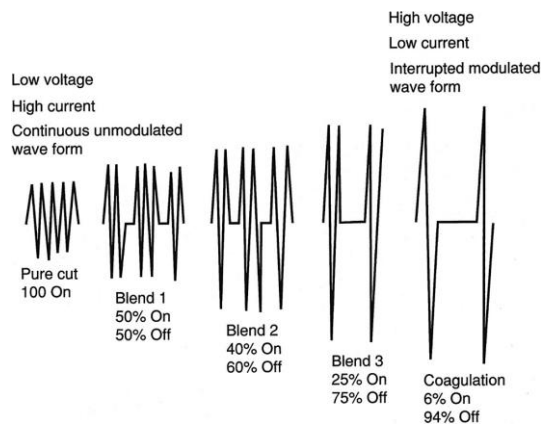 High voltage
Low current
Interrupted modulated
wave form
Low voltage
High current
Continuous unmodulated
wave form
Pure cut
100 On
Blend 1
50% On
50% Off
Blend 2
40% On
60% Off
Blend 3
25% On
75% Off
Coagulation
6% On
94% Off